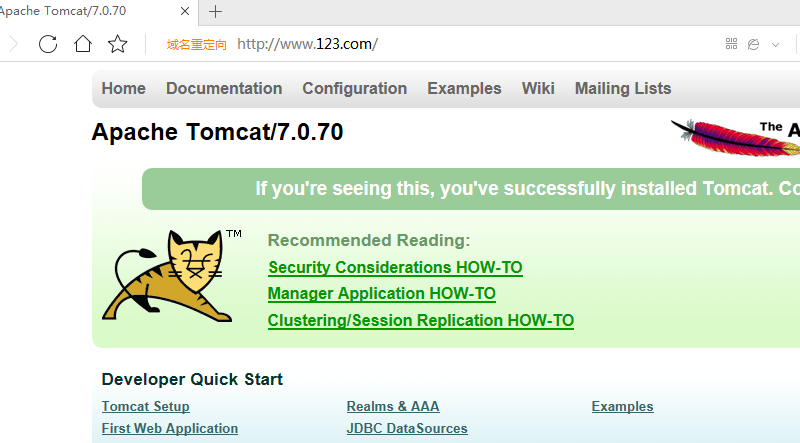 Apache Tomcat/7.0.70
域名重定向 http://www.123.com/
Home Documentation Configuration Examples Wiki Mailing Lists
Apache Tomcat/7.0.70
The A
If you're seeing this, you've successfully installed Tomcat. Co
TM
Recommended Reading:
Security Considerations HOW-TO
Manager Application HOW-TO
Clustering/Session Replication HOW-TO
Developer Quick Start
Tomcat Setup Realms & AAA Examples
First Web Application JDBC DataSources